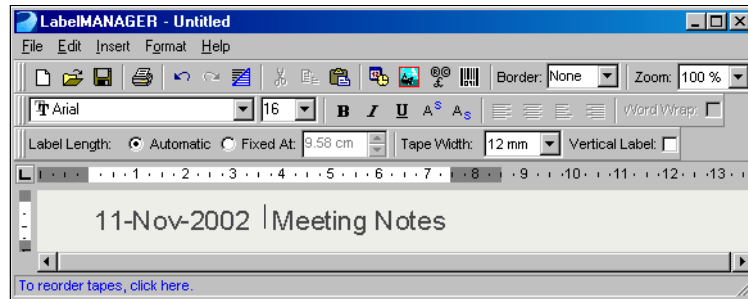 LabelMANAGER - Untitled
File Edit Insert Format Help
Border: None Zoom: 100 %
Arial 16 B I U A S A S Word Wrap:
Label Length: Automatic Fixed At: 9.58 cm Tape Width: 12 mm Vertical Label:
L 1 2 3 4 5 6 7 8 9 10 11 12 13
11-Nov-2002 Meeting Notes
To reorder tapes, click here.